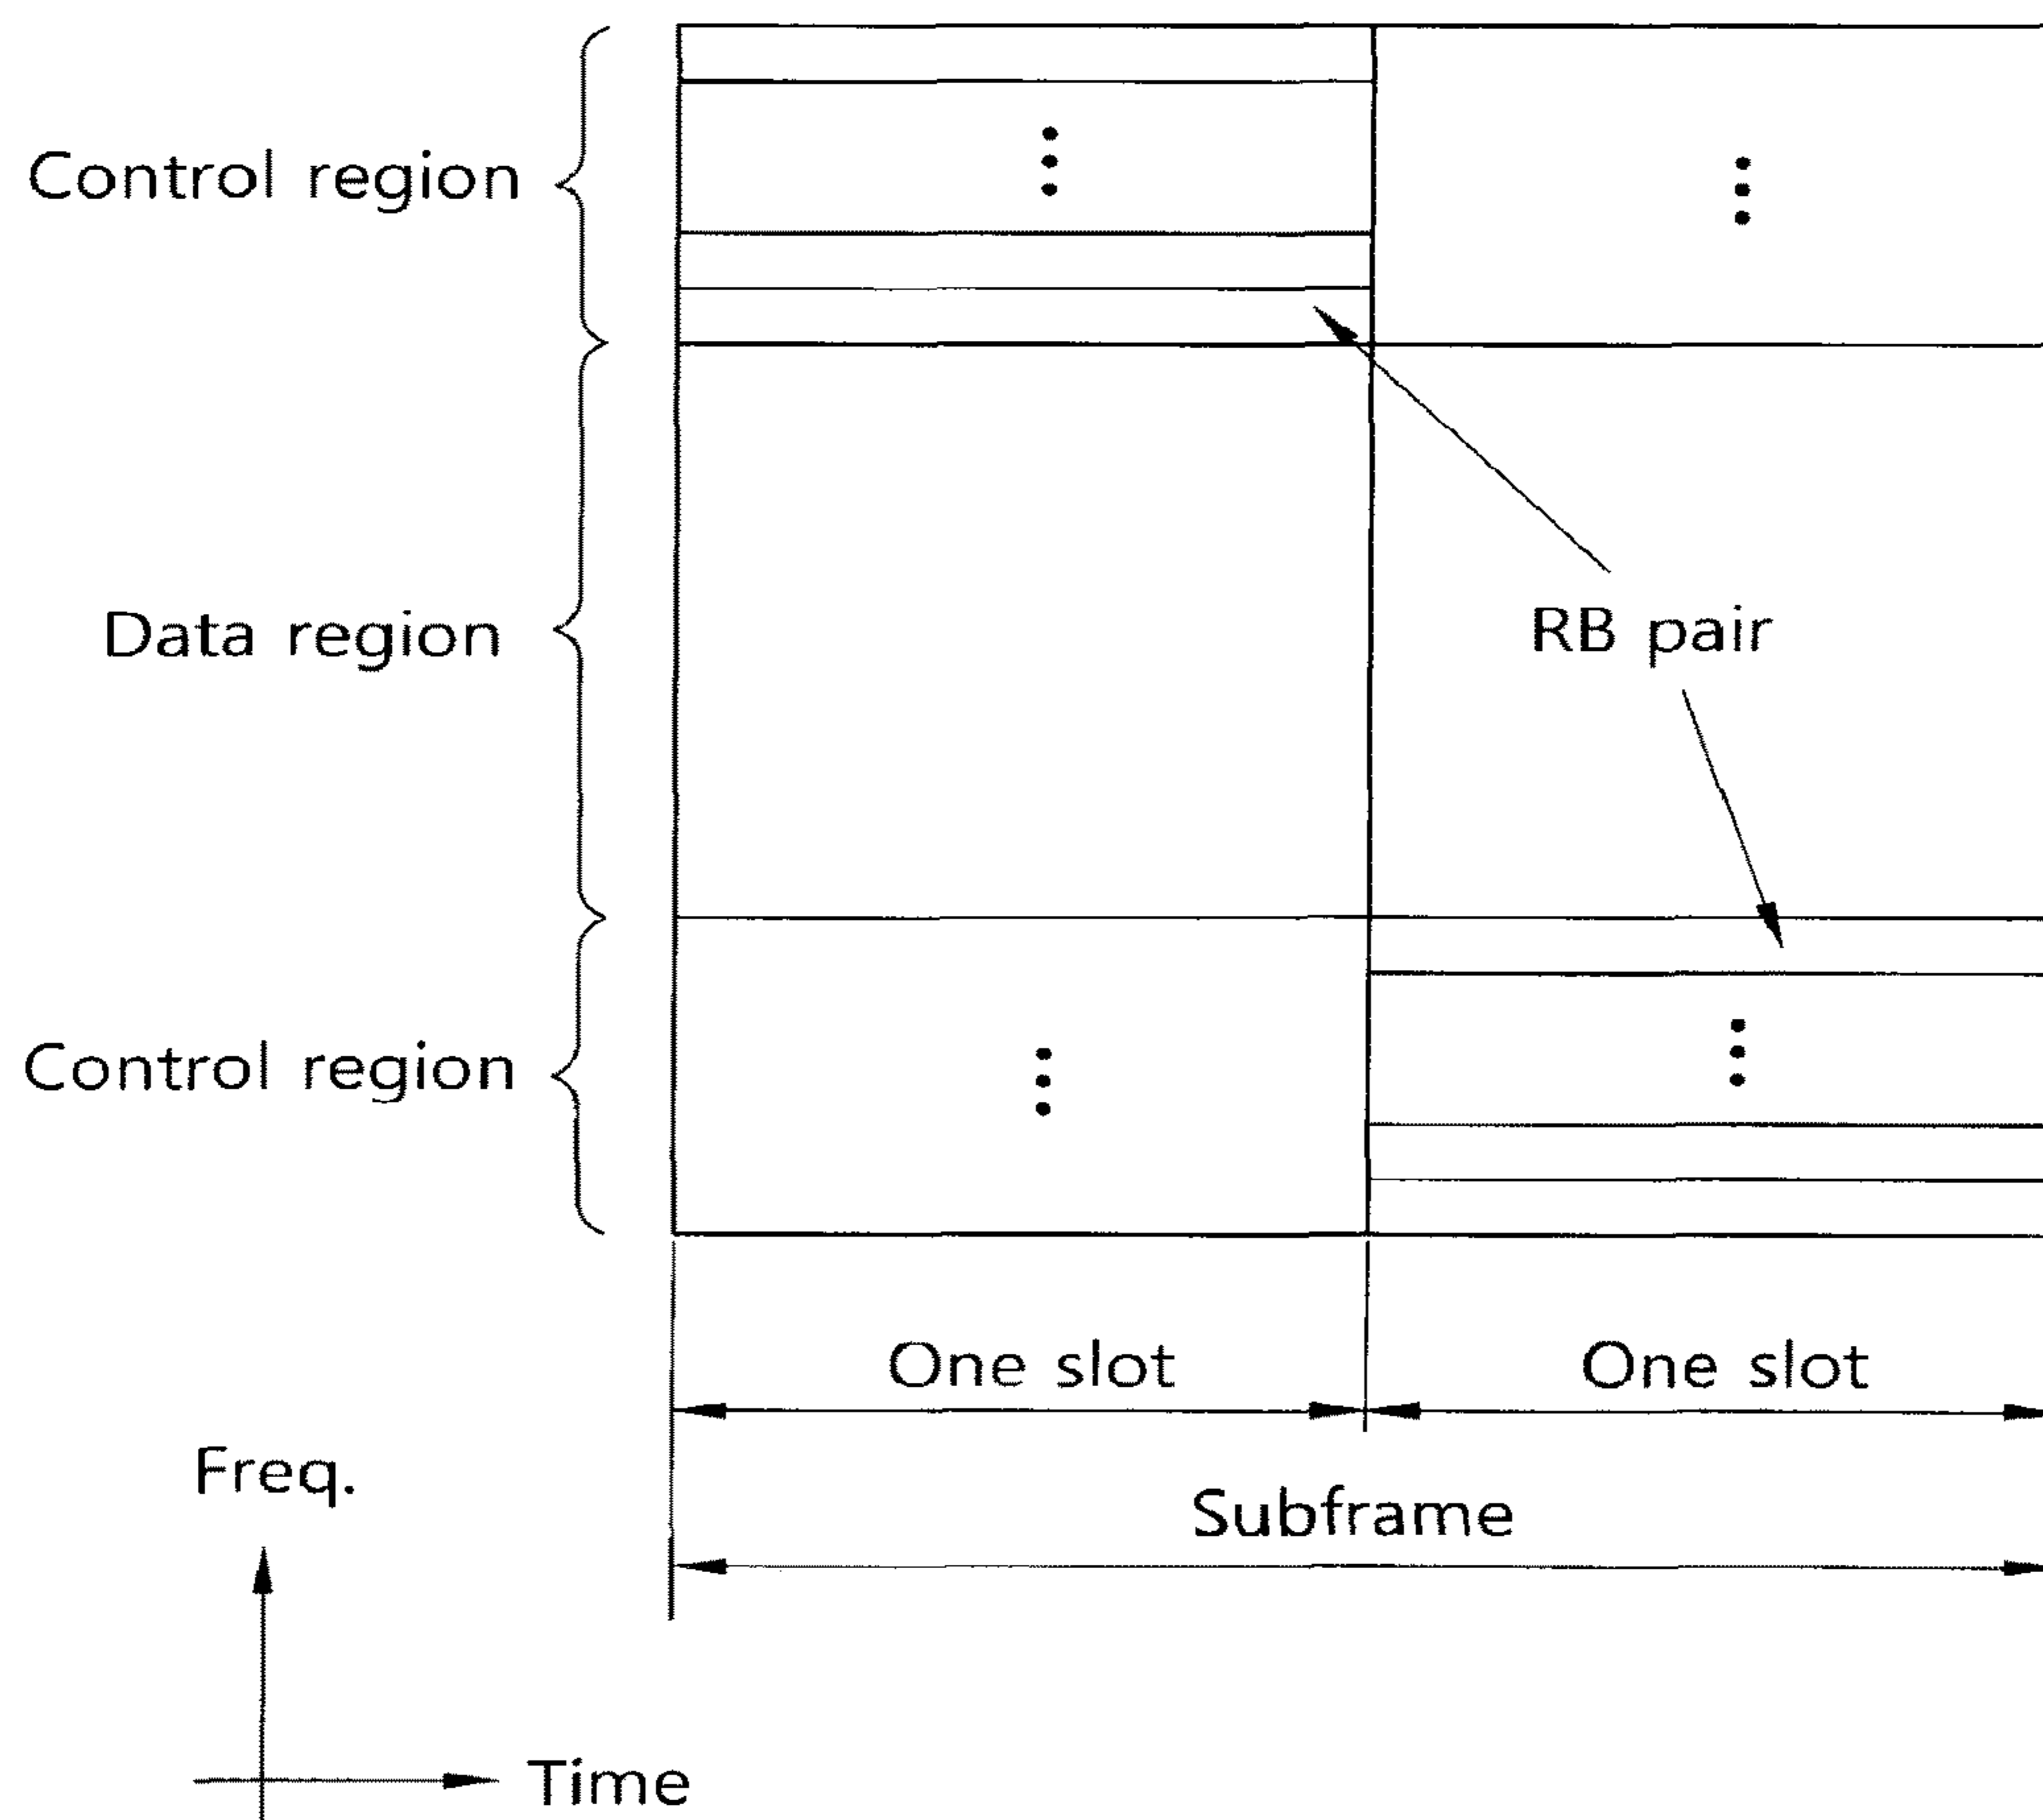 Control region
Data region
RB pair
Control region
One slot
One slot
Freq.
Subframe
Time